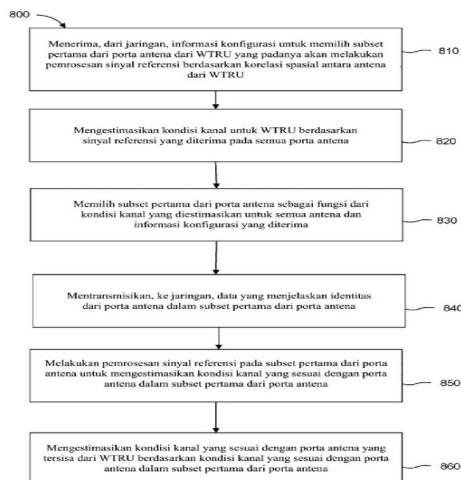 800
Menerima, dari jaringan, informasi konfigurasi untuk memilih subset
pertama dari porta antena dari WTRU yang padanya akan melakukan
pemrosesan sinyal referensi berdasarkan korelasi spasial antara antena
dari WTRU
810
Mengestimasikan kondisi kanal untuk WTRU berdasarkan
sinyal referensi yang diterima pada semua porta antena
820
Memilih subset pertama dari porta antena sebagai fungsi dari
kondisi kanal yang diestimasikan untuk semua antena dan
informasi konfigurasi yang diterima
830
Mentransmisikan, ke jaringan, data yang menjelaskan identitas
dari porta antena dalam subset pertama dari porta antena
840
Melakukan pemrosesan sinyal referensi pada subset pertama dari porta
antena untuk mengestimasikan kondisi kanal yang sesuai dengan porta
antena dalam subset pertama dari porta antena
850
Mengestimasikan kondisi kanal yang sesuai dengan porta antena yang
tersisa dari WTRU berdasarkan kondisi kanal yang sesuai dengan porta
antena dalam subset pertama dari porta antena
860